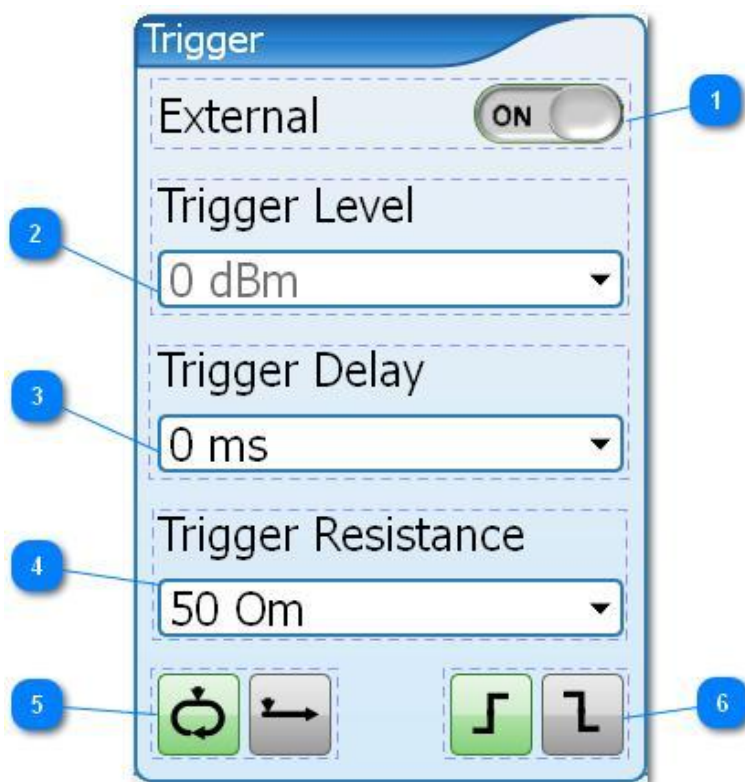 Trigger
External
ON
1
Trigger Level
2
0 dBm
Trigger Delay
3
0 ms
Trigger Resistance
4
50 Om
5
6